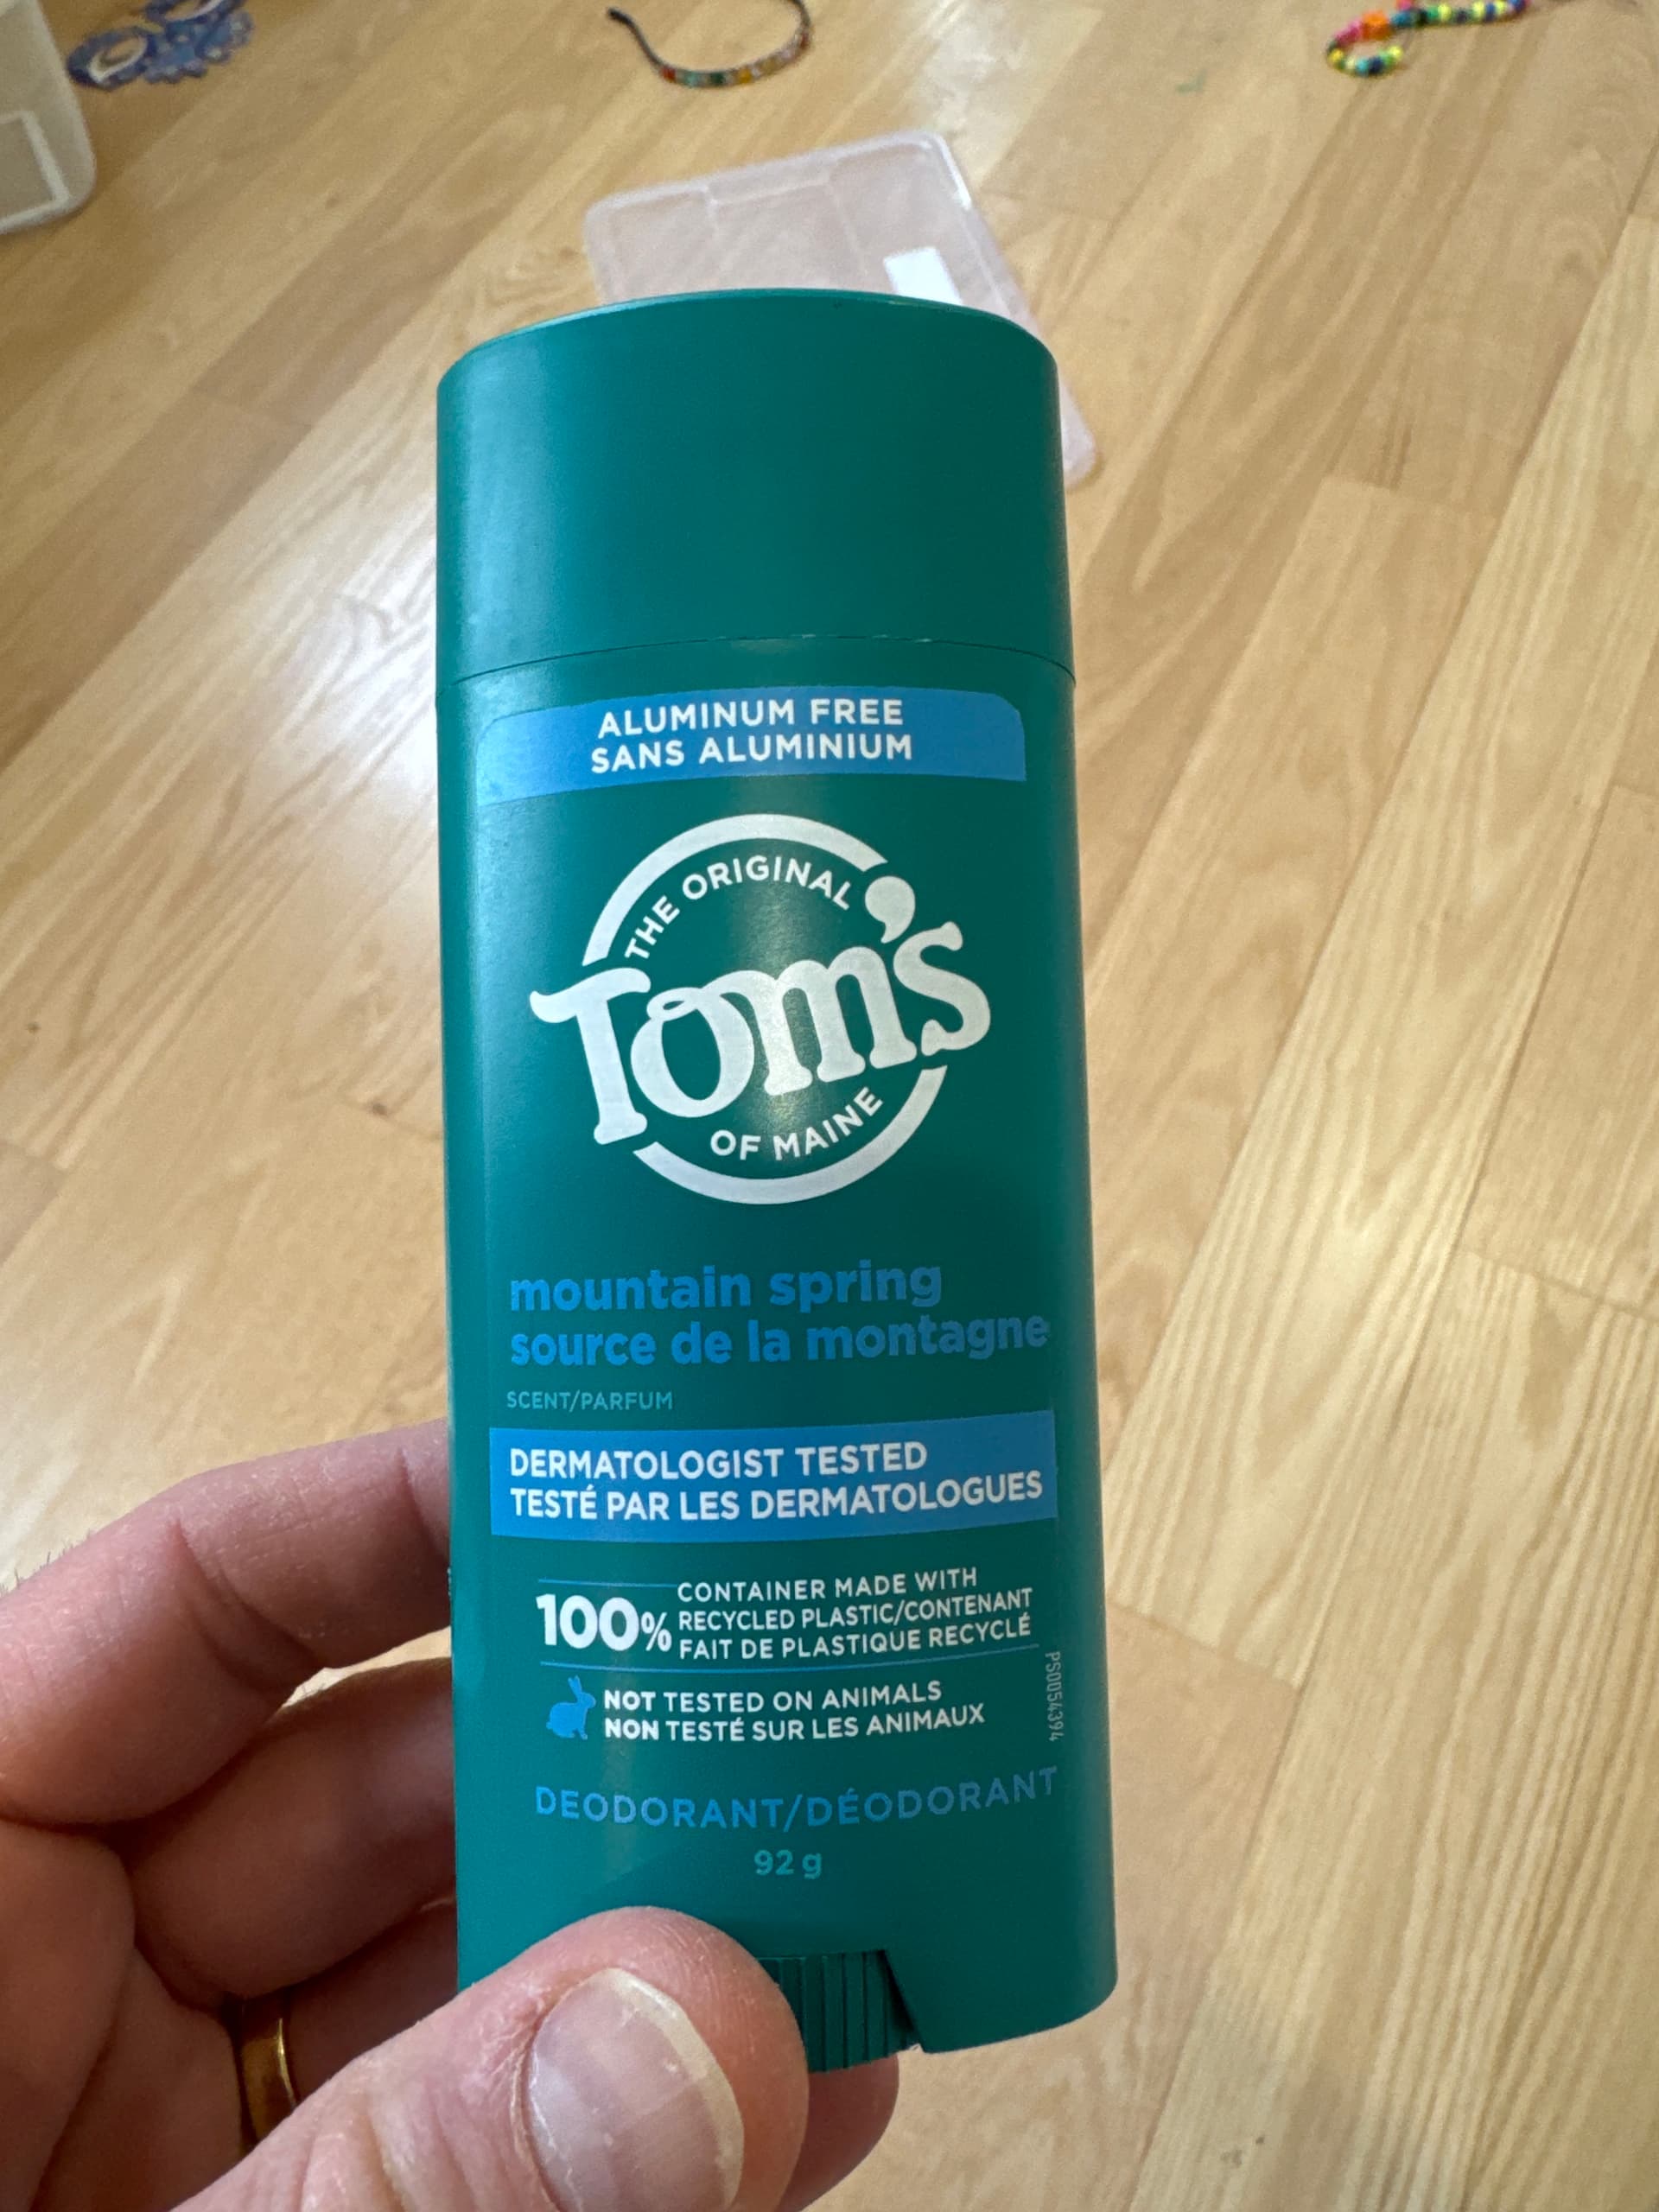 ALUMINUM FREE
SANS ALUMINIUM
THE ORIGINAL
Tom's
OF MAINE
mountain spring
source de la montagne
SCENT/PARFUM
DERMATOLOGIST TESTED
TESTÉ PAR LES DERMATOLOGUES
100% CONTAINER MADE WITH
RECYCLED PLASTIC/CONTENANT
FAIT DE PLASTIQUE RECYCLÉ
NOT TESTED ON ANIMALS
NON TESTÉ SUR LES ANIMAUX
PS0054394
DEODORANT/DÉODORANT
92 g